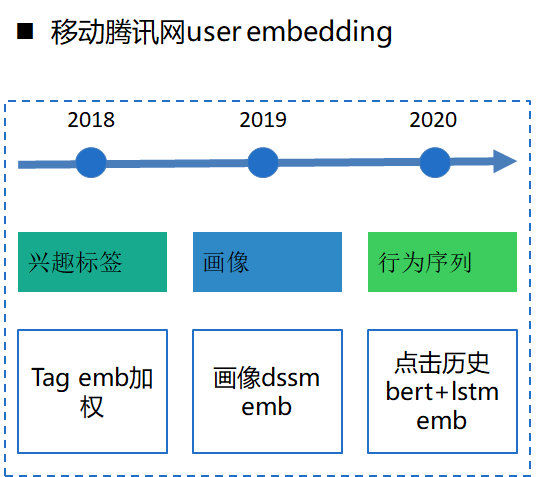 移动腾讯网user embedding
2018 2019 2020
兴趣标签 画像 行为序列
Tag emb加
权
画像dssm
emb
点击历史
bert+lstm
emb